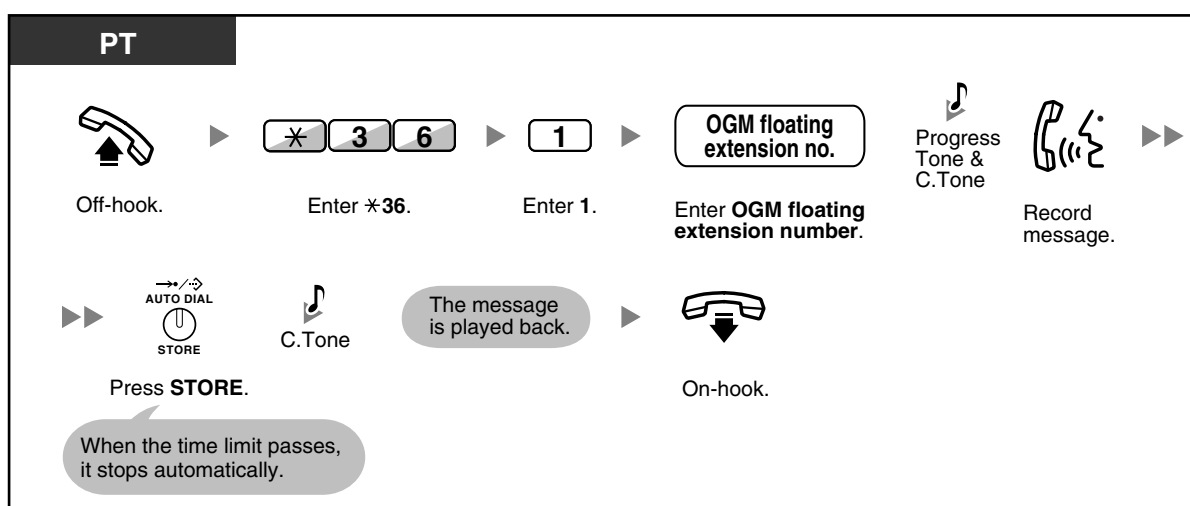 PT
✳ 3 6
1
OGM floating
extension no.
Progress
Tone &
C.Tone
Off-hook.
Enter ✳36.
Enter 1.
Enter OGM floating
extension number.
Record
message.
AUTO DIAL
STORE
C.Tone
The message
is played back.
Press STORE.
On-hook.
When the time limit passes,
it stops automatically.